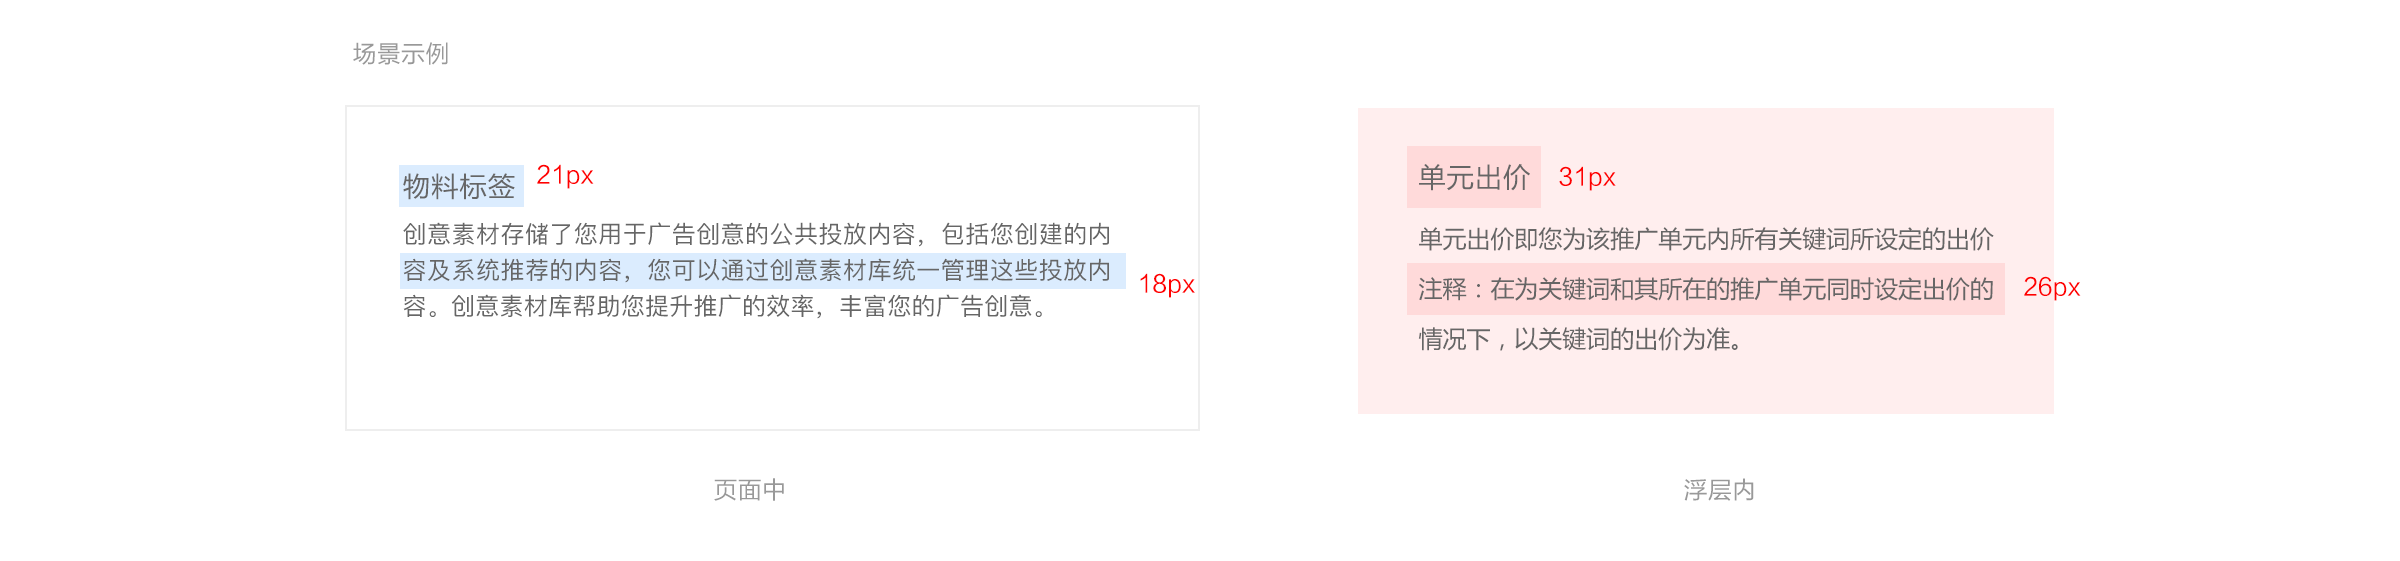 场景示例
物料标签
21px
创意素材存储了您用于广告创意的公共投放内容，包括您创建的内
容及系统推荐的内容，您可以通过创意素材库统一管理这些投放内
18px
容。创意素材库帮助您提升推广的效率，丰富您的广告创意。
页面中
单元出价
31px
单元出价即您为该推广单元内所有关键词所设定的出价
注释：在为关键词和其所在的推广单元同时设定出价的
26px
情况下，以关键词的出价为准。
浮层内